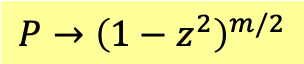 P → (1 − z²)^{m/2}